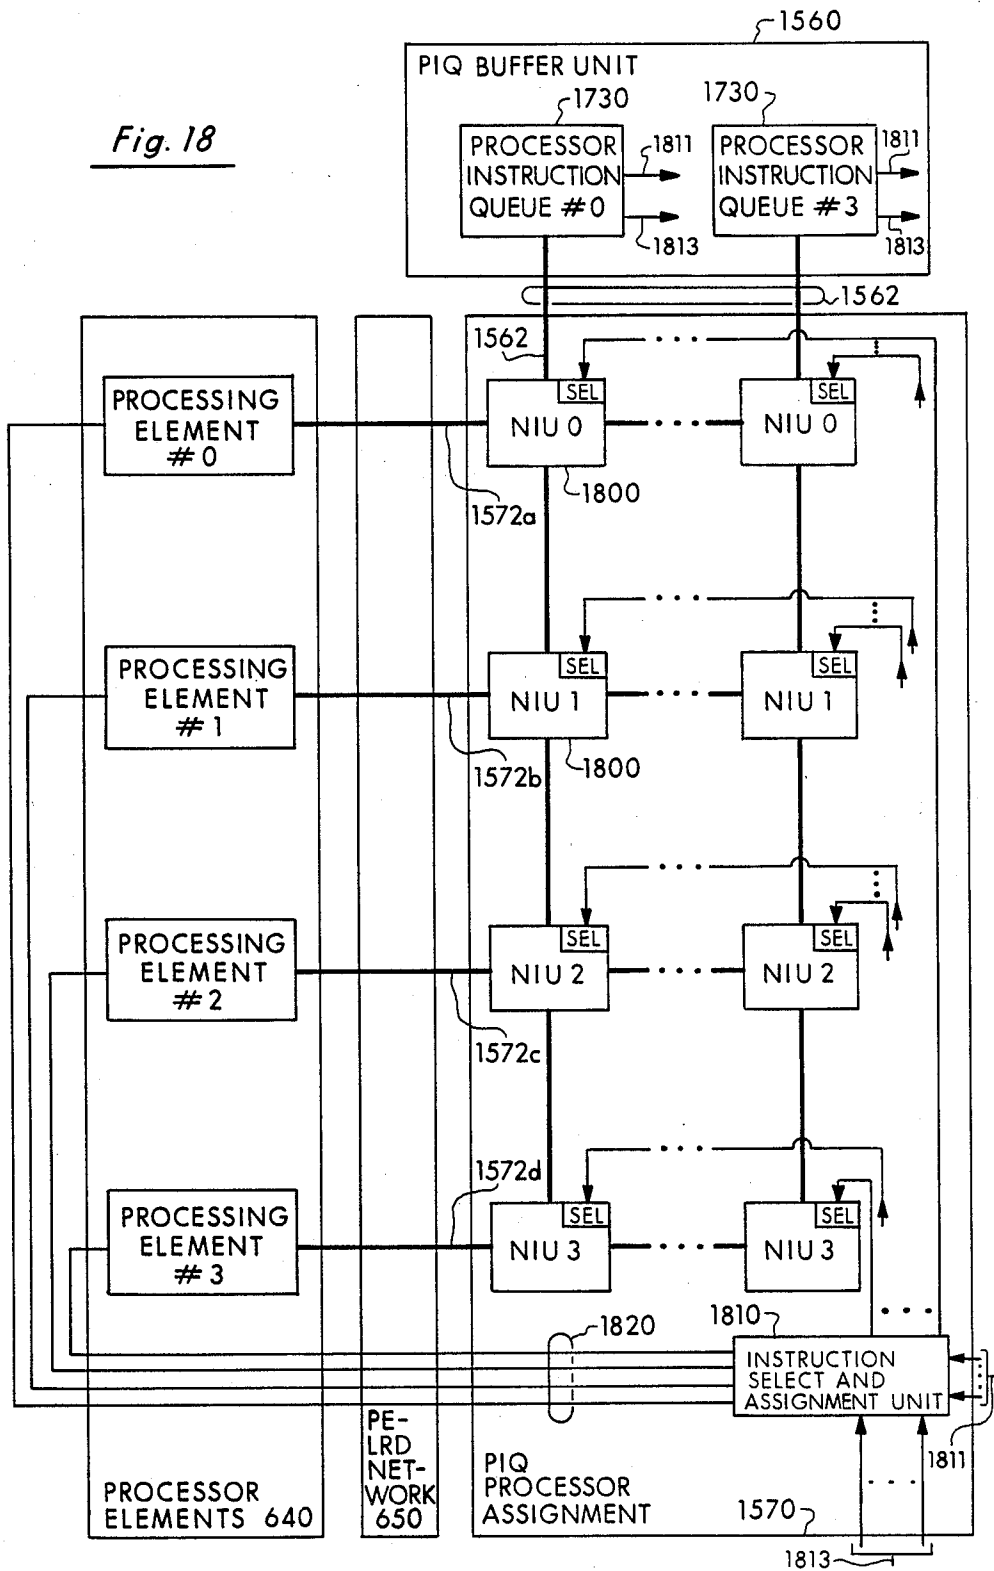 1560
PIQ BUFFER UNIT
Fig. 18
1730
1730
PROCESSOR
INSTRUCTION
QUEUE #0
1811
1813
PROCESSOR
INSTRUCTION
QUEUE #3
1811
1813
1562
1562
PROCESSING
ELEMENT
#0
SEL
NIU 0
SEL
NIU 0
1572a
1800
PROCESSING
ELEMENT
#1
SEL
NIU 1
SEL
NIU 1
1572b
1800
PROCESSING
ELEMENT
#2
SEL
NIU 2
SEL
NIU 2
1572c
1572d
PROCESSING
ELEMENT
#3
SEL
NIU 3
SEL
NIU 3
1820
1810
INSTRUCTION
SELECT AND
ASSIGNMENT UNIT
1811
PROCESSOR
ELEMENTS 640
PE-
LRD
NET-
WORK
650
PIQ
PROCESSOR
ASSIGNMENT
1570
1813